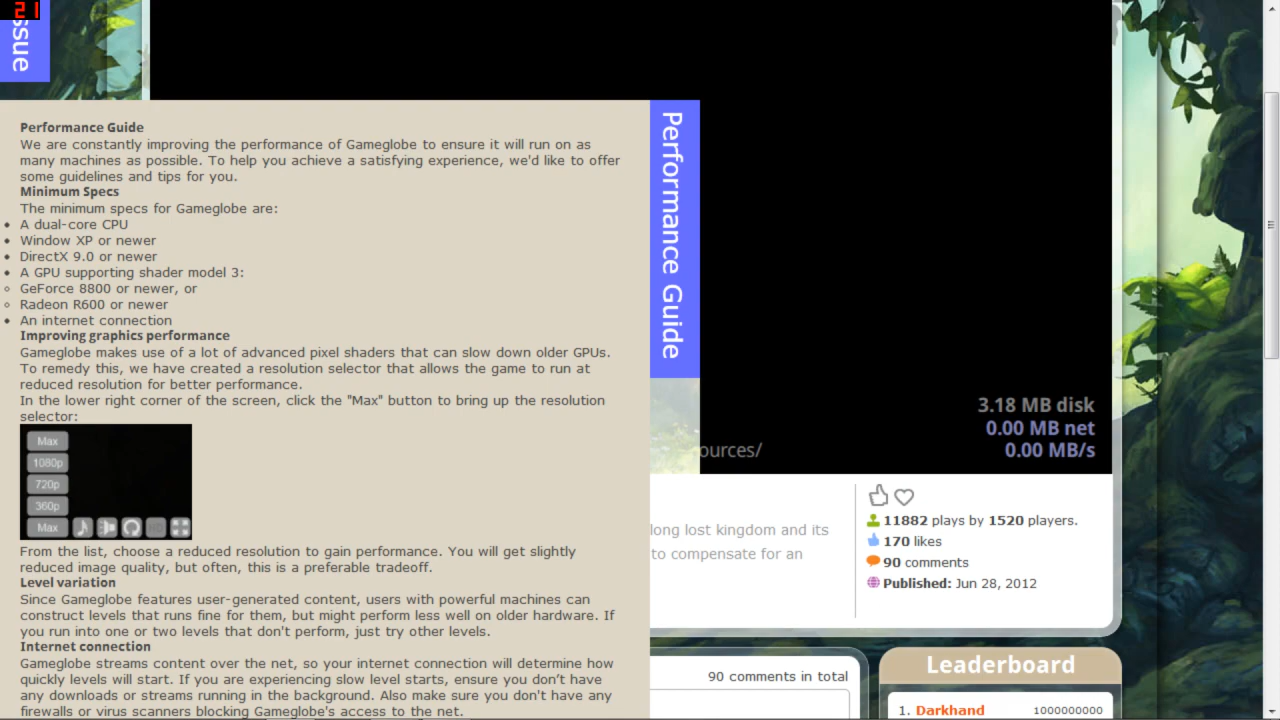 21
ssue
Performance Guide
We are constantly improving the performance of Gameglobe to ensure it will run on as
many machines as possible. To help you achieve a satisfying experience, we'd like to offer
some guidelines and tips for you.
Minimum Specs
The minimum specs for Gameglobe are:
A dual-core CPU
Window XP or newer
DirectX 9.0 or newer
A GPU supporting shader model 3:
GeForce 8800 or newer, or
Radeon R600 or newer
An internet connection
Improving graphics performance
Gameglobe makes use of a lot of advanced pixel shaders that can slow down older GPUs.
To remedy this, we have created a resolution selector that allows the game to run at
reduced resolution for better performance.
In the lower right corner of the screen, click the "Max" button to bring up the resolution
selector:
Max
1080p
720p
360p
Max
From the list, choose a reduced resolution to gain performance. You will get slightly
reduced image quality, but often, this is a preferable tradeoff.
Level variation
Since Gameglobe features user-generated content, users with powerful machines can
construct levels that runs fine for them, but might perform less well on older hardware. If
you run into one or two levels that don't perform, just try other levels.
Internet connection
Gameglobe streams content over the net, so your internet connection will determine how
quickly levels will start. If you are experiencing slow level starts, ensure you don't have
any downloads or streams running in the background. Also make sure you don't have any
firewalls or virus scanners blocking Gameglobe's access to the net.
Performance Guide
3.18 MB disk
0.00 MB net
ources/
0.00 MB/s
long lost kingdom and its
to compensate for an
11882 plays by 1520 players.
170 likes
90 comments
Published: Jun 28, 2012
90 comments in total
Leaderboard
1. Darkhand 1000000000